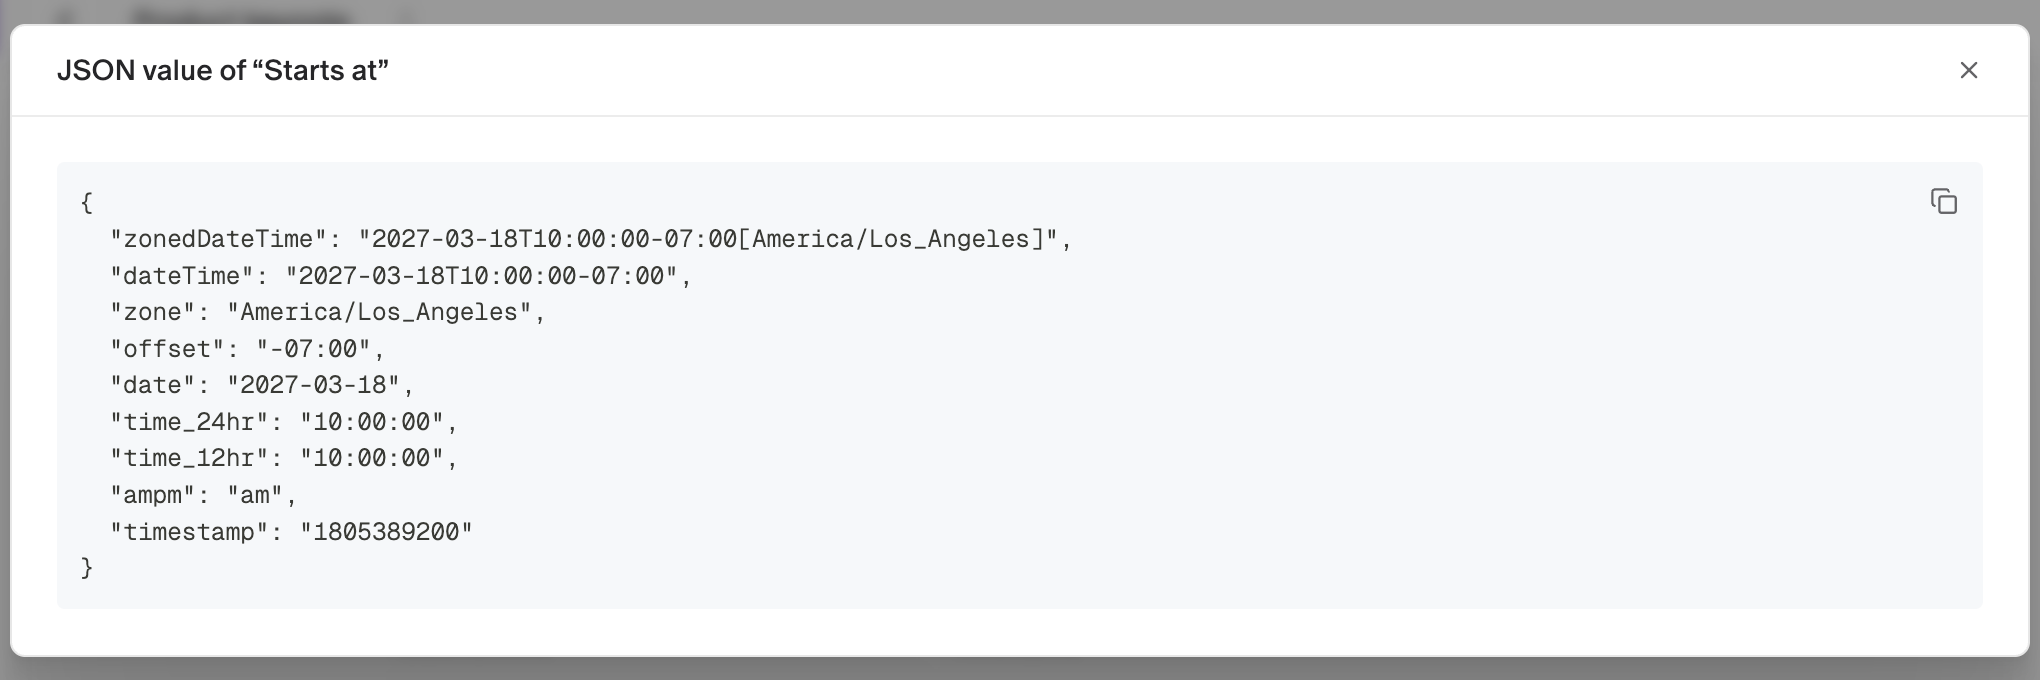 JSON value of “Starts at”
{
  "zonedDateTime": "2027-03-18T10:00:00-07:00[America/Los_Angeles]",
  "dateTime": "2027-03-18T10:00:00-07:00",
  "zone": "America/Los_Angeles",
  "offset": "-07:00",
  "date": "2027-03-18",
  "time_24hr": "10:00:00",
  "time_12hr": "10:00:00",
  "ampm": "am",
  "timestamp": "1805389200"
}